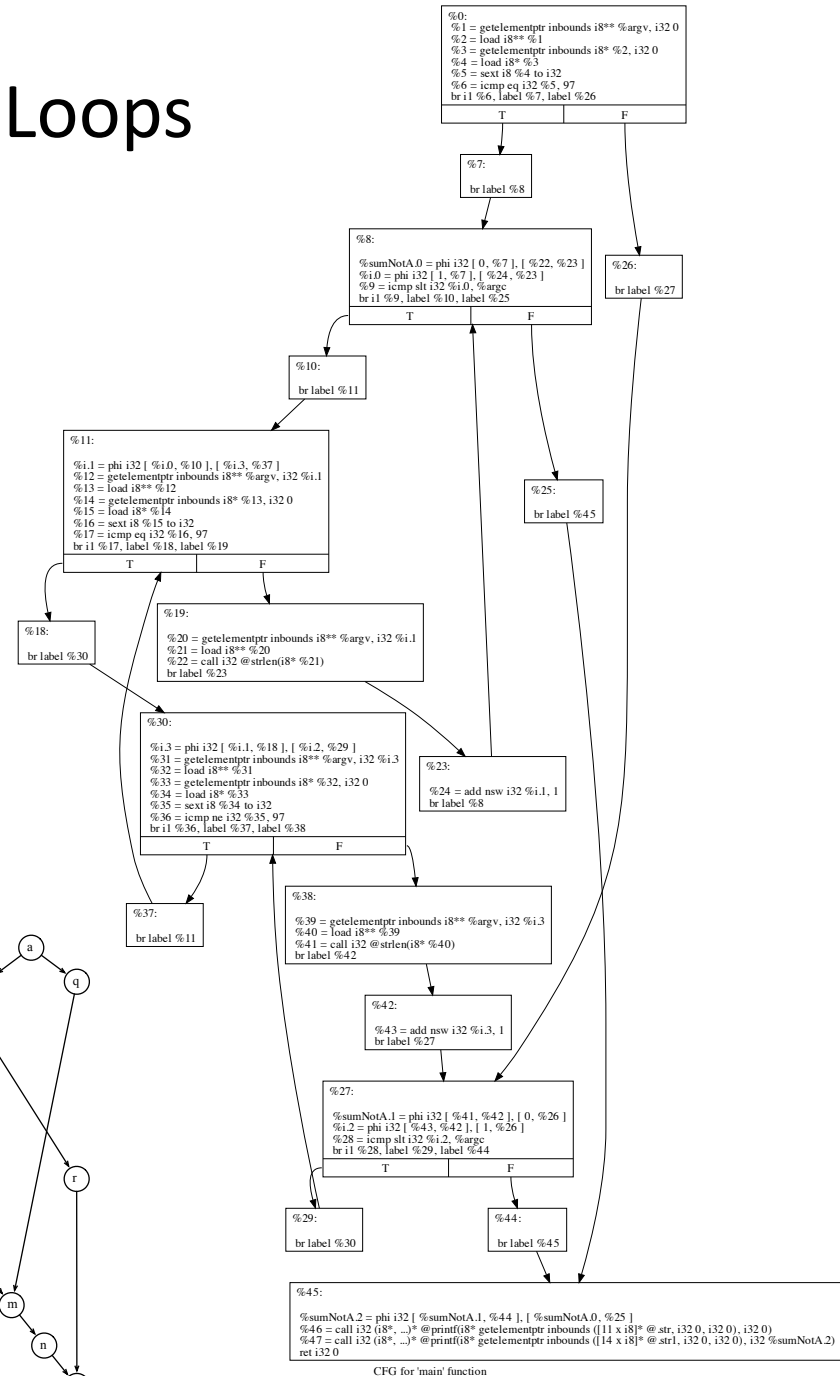 Loops
%0:
%1 = getelementptr inbounds i8** %argv, i32 0
%2 = load i8** %1
%3 = getelementptr inbounds i8* %2, i32 0
%4 = load i8* %3
%5 = sext i8 %4 to i32
%6 = icmp eq i32 %5, 97
br i1 %6, label %7, label %26
T F
%7:
br label %8
%8:
%sumNotA.0 = phi i32 [ 0, %7 ], [ %22, %23 ]
%i.0 = phi i32 [ 1, %7 ], [ %24, %23 ]
%9 = icmp slt i32 %i.0, %argc
br i1 %9, label %10, label %25
T F
%26:
br label %27
%10:
br label %11
%11:
%i.1 = phi i32 [ %i.0, %10 ], [ %i.3, %37 ]
%12 = getelementptr inbounds i8** %argv, i32 %i.1
%13 = load i8** %12
%14 = getelementptr inbounds i8* %13, i32 0
%15 = load i8* %14
%16 = sext i8 %15 to i32
%17 = icmp eq i32 %16, 97
br i1 %17, label %18, label %19
T F
%25:
br label %45
%18:
br label %30
%19:
%20 = getelementptr inbounds i8** %argv, i32 %i.1
%21 = load i8** %20
%22 = call i32 @strlen(i8* %21)
br label %23
%30:
%i.3 = phi i32 [ %i.1, %18 ], [ %i.2, %29 ]
%31 = getelementptr inbounds i8** %argv, i32 %i.3
%32 = load i8** %31
%33 = getelementptr inbounds i8* %32, i32 0
%34 = load i8* %33
%35 = sext i8 %34 to i32
%36 = icmp ne i32 %35, 97
br i1 %36, label %37, label %38
T F
%23:
%24 = add nsw i32 %i.1, 1
br label %8
%37:
br label %11
%38:
%39 = getelementptr inbounds i8** %argv, i32 %i.3
%40 = load i8** %39
%41 = call i32 @strlen(i8* %40)
br label %42
a
q
%42:
%43 = add nsw i32 %i.3, 1
br label %27
%27:
%sumNotA.1 = phi i32 [ %41, %42 ], [ 0, %26 ]
%i.2 = phi i32 [ %43, %42 ], [ 1, %26 ]
%28 = icmp slt i32 %i.2, %argc
br i1 %28, label %29, label %44
T F
r
%29:
br label %30
%44:
br label %45
m
n
%45:
%sumNotA.2 = phi i32 [ %sumNotA.1, %44 ], [ %sumNotA.0, %25 ]
%46 = call i32 (i8*, ...)* @printf(i8* getelementptr inbounds ([11 x i8]* @.str, i32 0, i32 0), i32 0)
%47 = call i32 (i8*, ...)* @printf(i8* getelementptr inbounds ([14 x i8]* @.str1, i32 0, i32 0), i32 %sumNotA.2)
ret i32 0
CFG for 'main' function